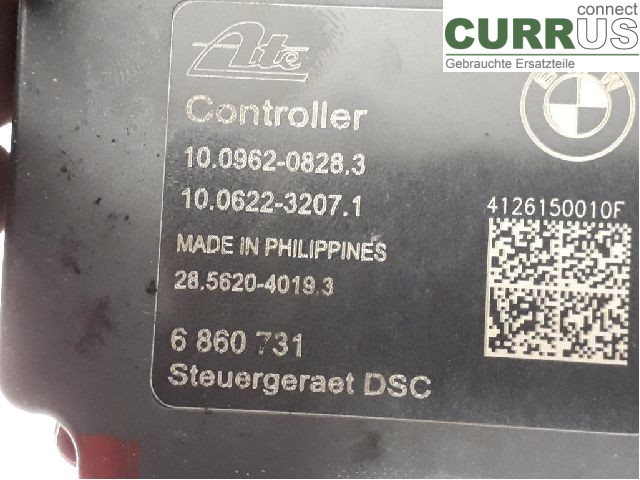 connect
CURRUS
Gebrauchte Ersatzteile
Ate
BMW
Controller
10.0962-0828.3
10.0622-3207.1
4126150010F
MADE IN PHILIPPINES
28.5620-4019.3
6 860 731
Steuergeraet DSC